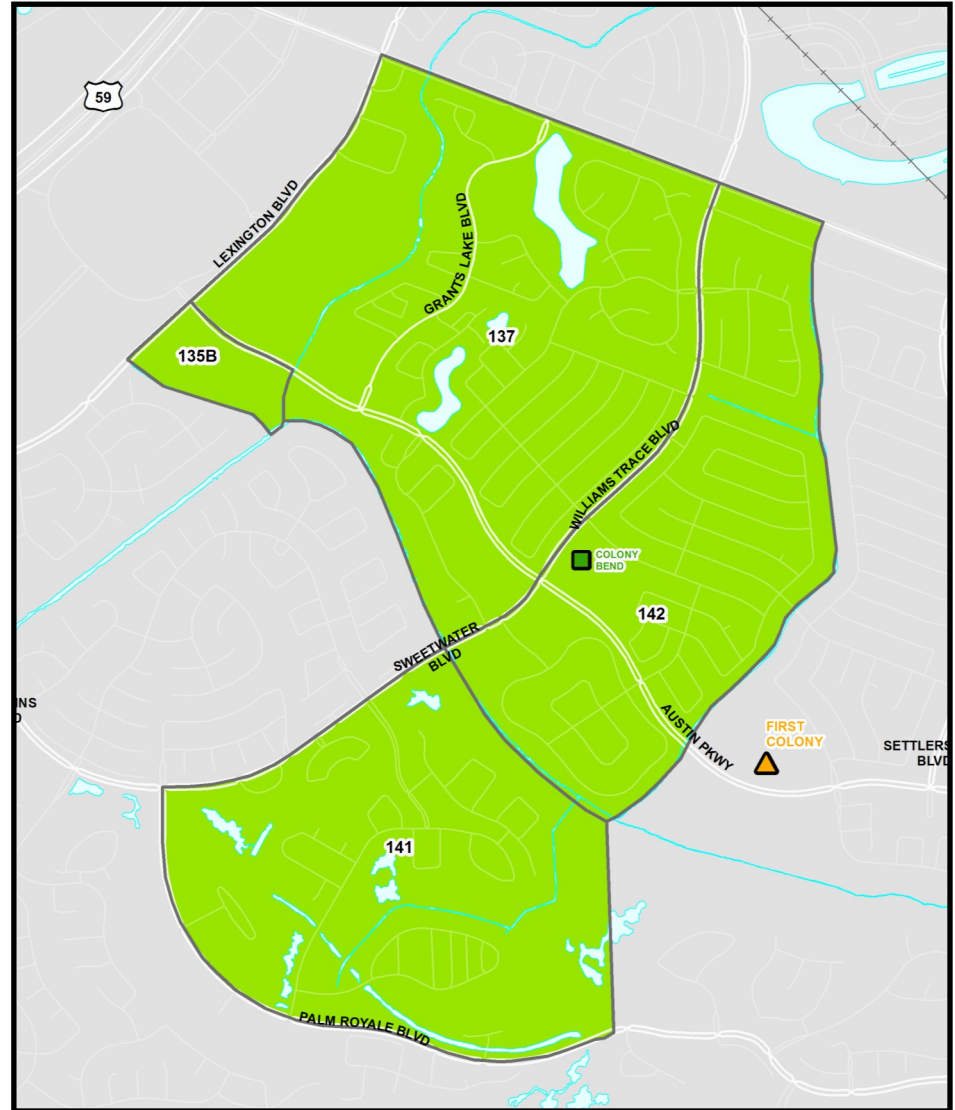 59
LEXINGTON BLVD
GRANTS LAKE BLVD
137
135B
WILLIAMS TRACE BLVD
COLONY
BEND
142
SWEETWATER
BLVD
INS
D
AUSTIN PKWY
FIRST
COLONY
SETTLERS
BLVD
141
PALM ROYALE BLVD